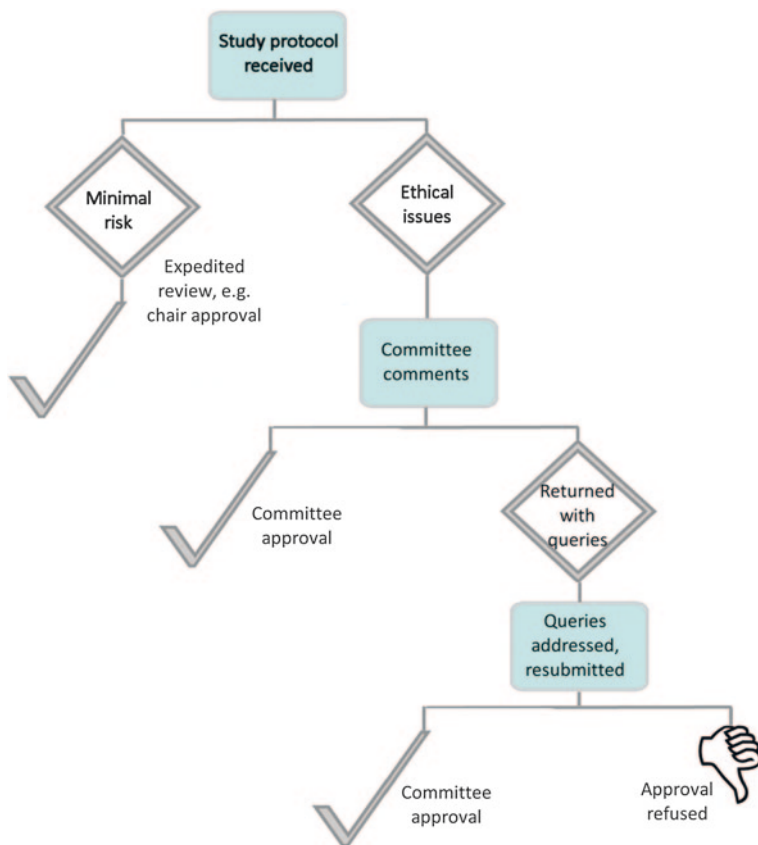 Study protocol
received
Minimal
risk
Ethical
issues
Expedited
review, e.g.
chair approval
Committee
comments
Committee
approval
Returned
with
queries
Queries
addressed,
resubmitted
Committee
approval
Approval
refused